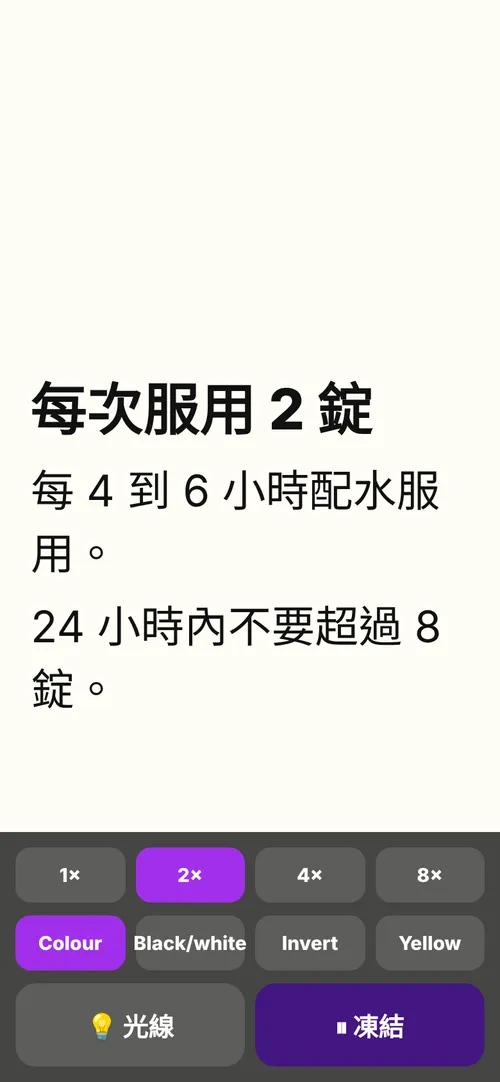 每次服用 2 錠
每 4 到 6 小時配水服
用。
24 小時內不要超過 8
錠。
1× 2× 4× 8×
Colour Black/white Invert Yellow
💡 光線 ⏸ 凍結